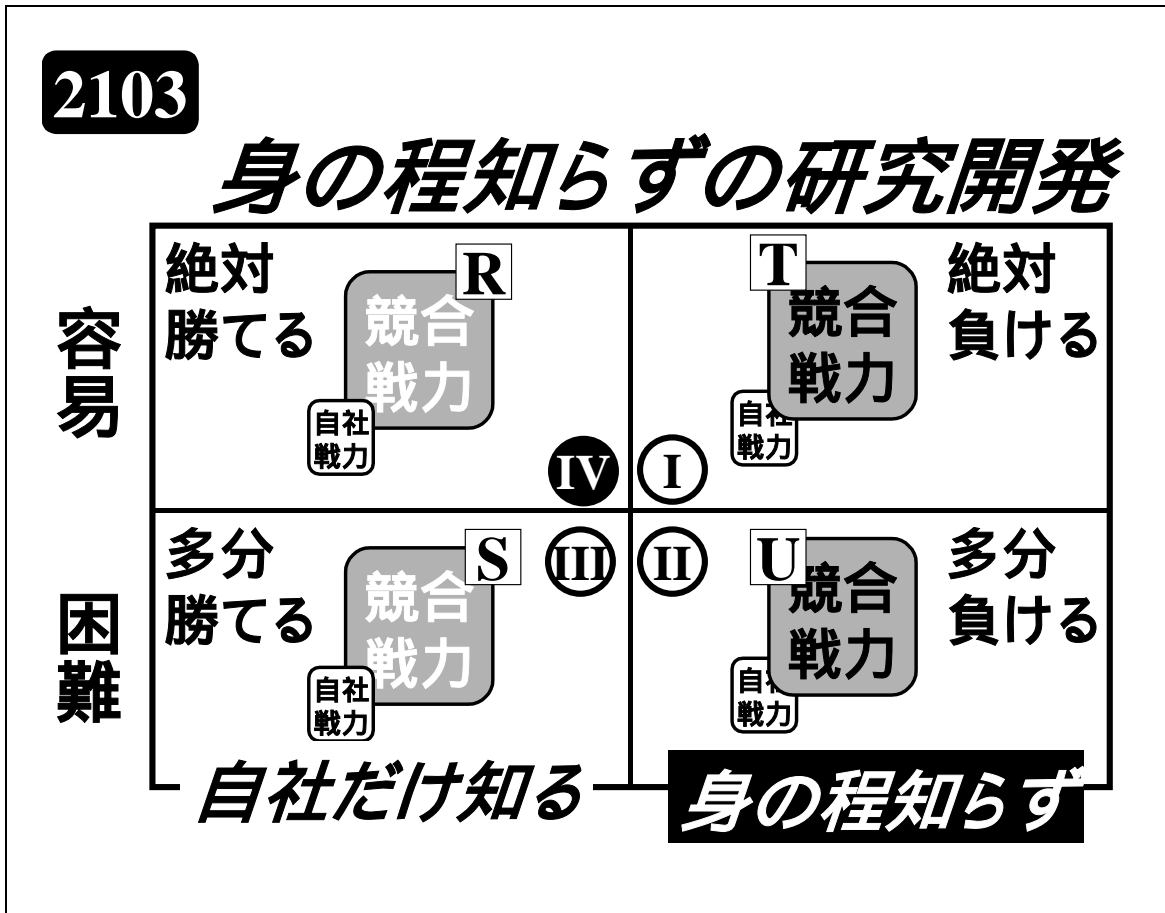 2103
身の程知らずの研究開発
容易
絶対
勝てる
R
競合
戦力
自社
戦力
IV
T
競合
戦力
絶対
負ける
自社
戦力
I
困難
多分
勝てる
S
競合
戦力
自社
戦力
III
II
U
競合
戦力
多分
負ける
自社
戦力
自社だけ知る
身の程知らず